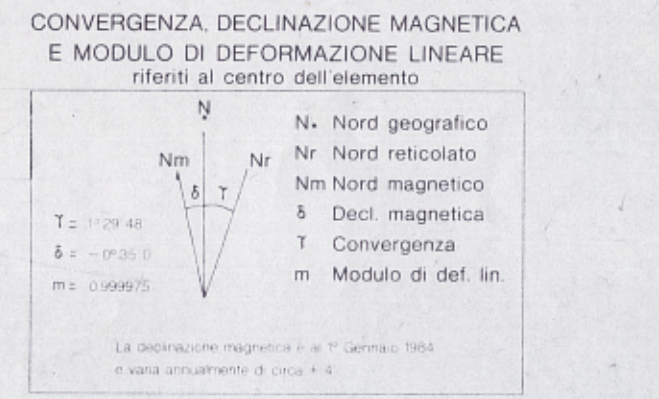 CONVERGENZA, DECLINAZIONE MAGNETICA
E MODULO DI DEFORMAZIONE LINEARE
riferiti al centro dell'elemento
N
Nm
Nr
δ
ϒ
N. Nord geografico
Nr Nord reticolato
Nm Nord magnetico
δ Decl. magnetica
ϒ Convergenza
m Modulo di def. lin.
ϒ = 1°29'48
δ = -0°35'0
m = 0.999975
La declinazione magnetica è al 1° Gennaio 1984
e varia annualmente di circa + 4